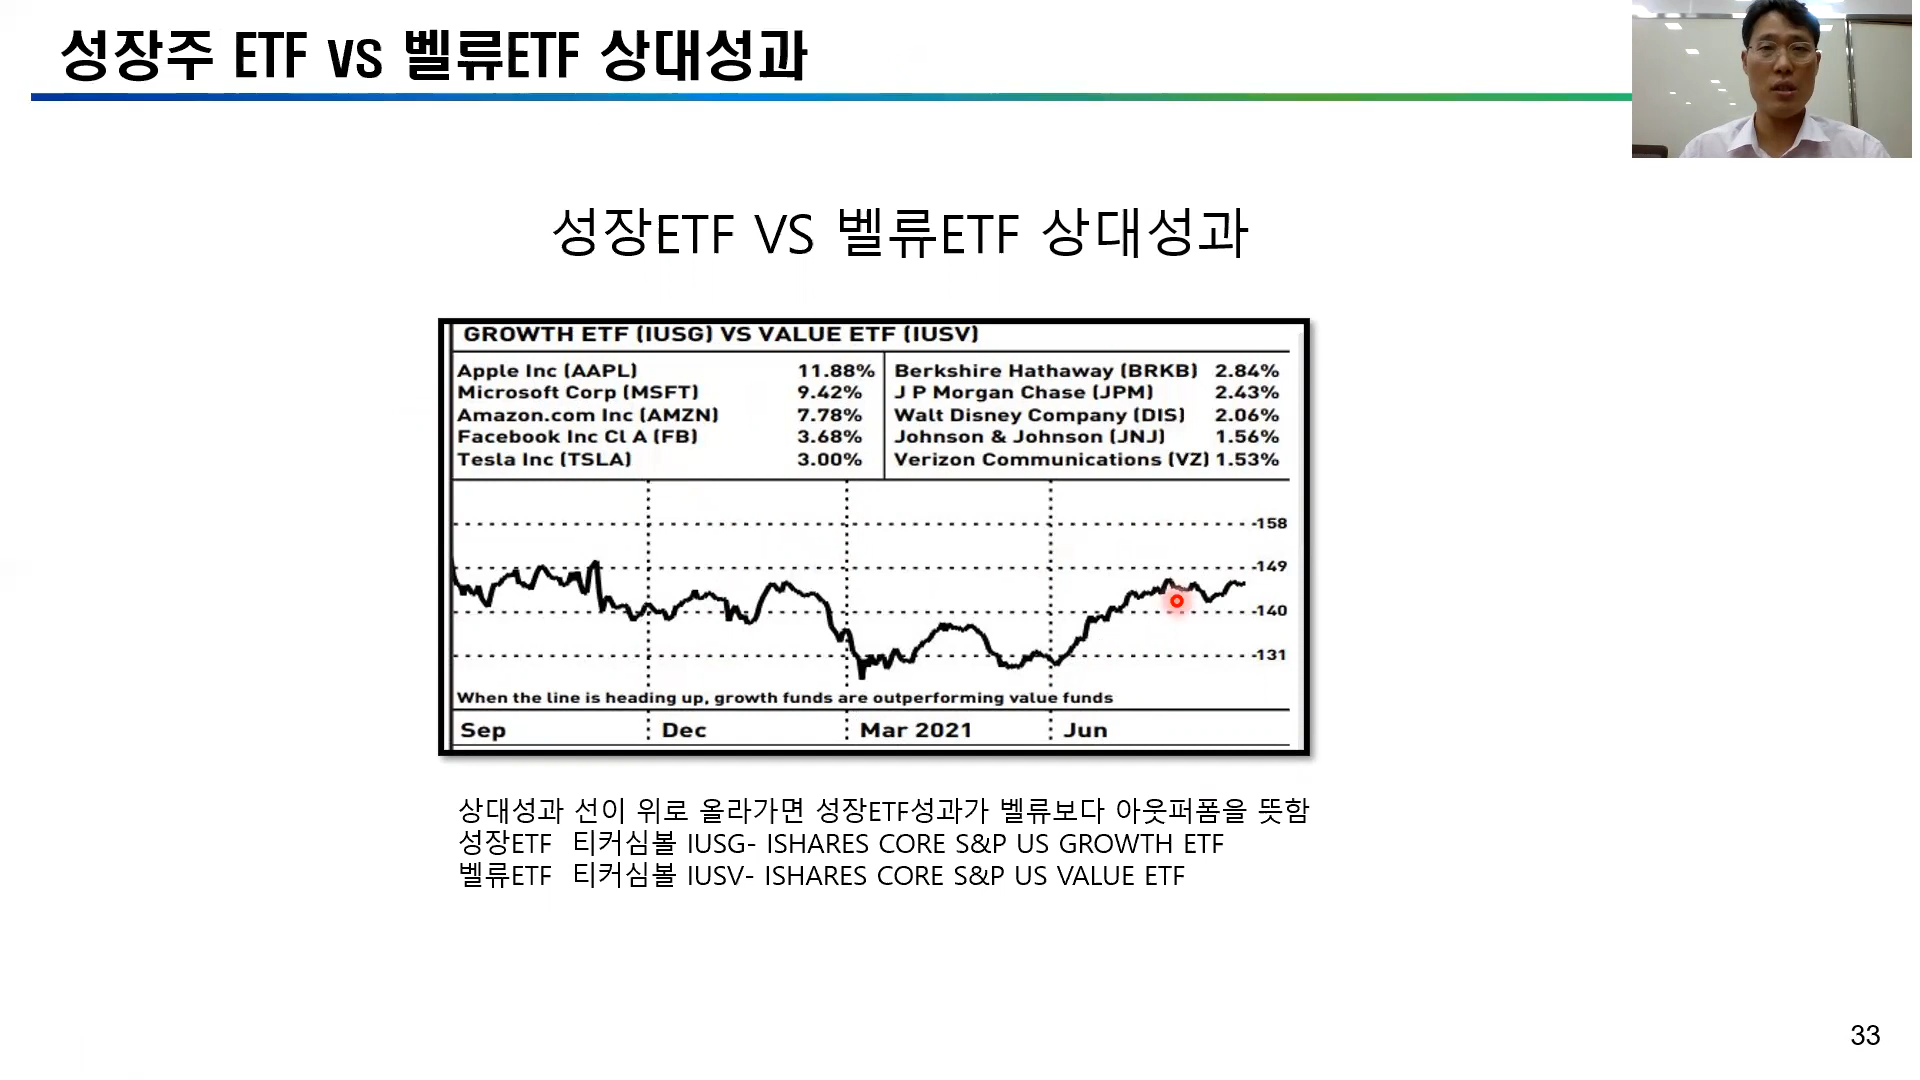 성장주 ETF vs 벨류ETF 상대성과
성장ETF VS 벨류ETF 상대성과
GROWTH ETF (IUSG) VS VALUE ETF (IUSV)
Apple Inc (AAPL) 11.88% Berkshire Hathaway (BRKB) 2.84%
Microsoft Corp (MSFT) 9.42% J P Morgan Chase (JPM) 2.43%
Amazon.com Inc (AMZN) 7.78% Walt Disney Company (DIS) 2.06%
Facebook Inc Cl A (FB) 3.68% Johnson & Johnson (JNJ) 1.56%
Tesla Inc (TSLA) 3.00% Verizon Communications (VZ) 1.53%
158
149
140
131
When the line is heading up, growth funds are outperforming value funds
Sep Dec Mar 2021 Jun
상대성과 선이 위로 올라가면 성장ETF성과가 벨류보다 아웃퍼폼을 뜻함
성장ETF 티커심볼 IUSG- ISHARES CORE S&P US GROWTH ETF
벨류ETF 티커심볼 IUSV- ISHARES CORE S&P US VALUE ETF
33